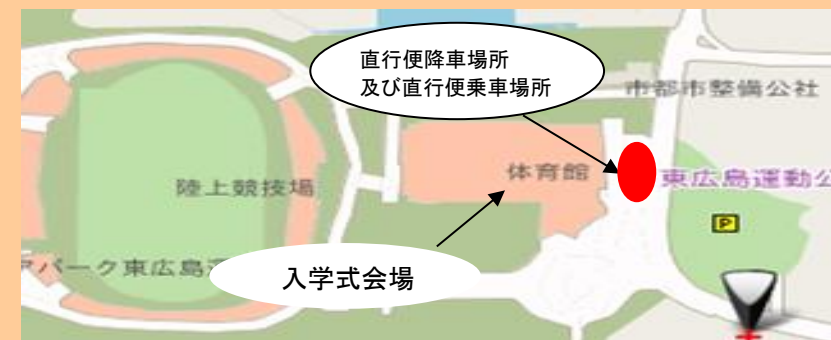 直行便降車場所
及び直行便乗車場所
市都市整備公社
体育館
東広島運動公
陸上競技場
P
アパーク東広島運
入学式会場